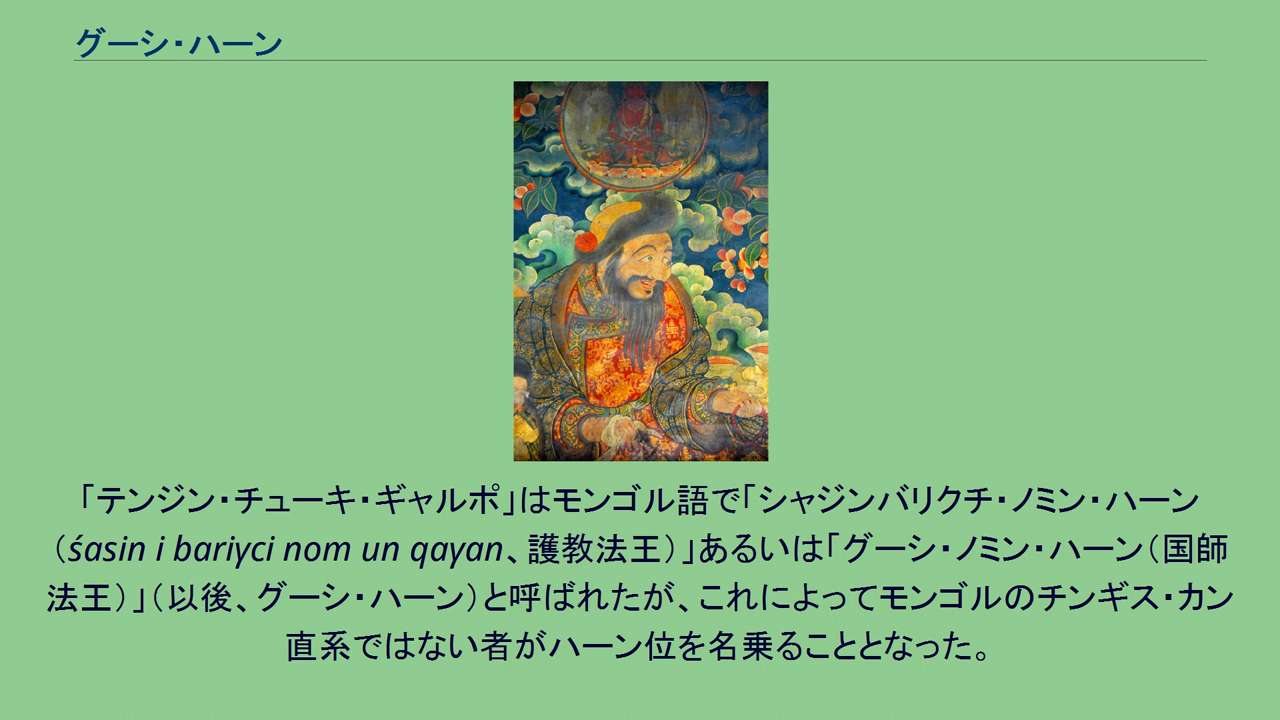 グーシ・ハーン
「テンジン・チューキ・ギャルポ」はモンゴル語で「シャジンバリクチ・ノミン・ハーン
（śasin i bariγci nom un qaγan、護教法王）」あるいは「グーシ・ノミン・ハーン（国師
法王）」（以後、グーシ・ハーン）と呼ばれたが、これによってモンゴルのチンギス・カン
直系ではない者がハーン位を名乗ることとなった。